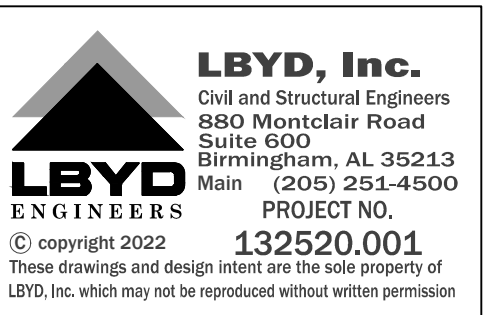 LBYD, Inc.
Civil and Structural Engineers
880 Montclair Road
Suite 600
Birmingham, AL 35213
Main (205) 251-4500
LBYD
ENGINEERS
PROJECT NO.
© copyright 2022
132520.001
These drawings and design intent are the sole property of
LBYD, Inc. which may not be reproduced without written permission